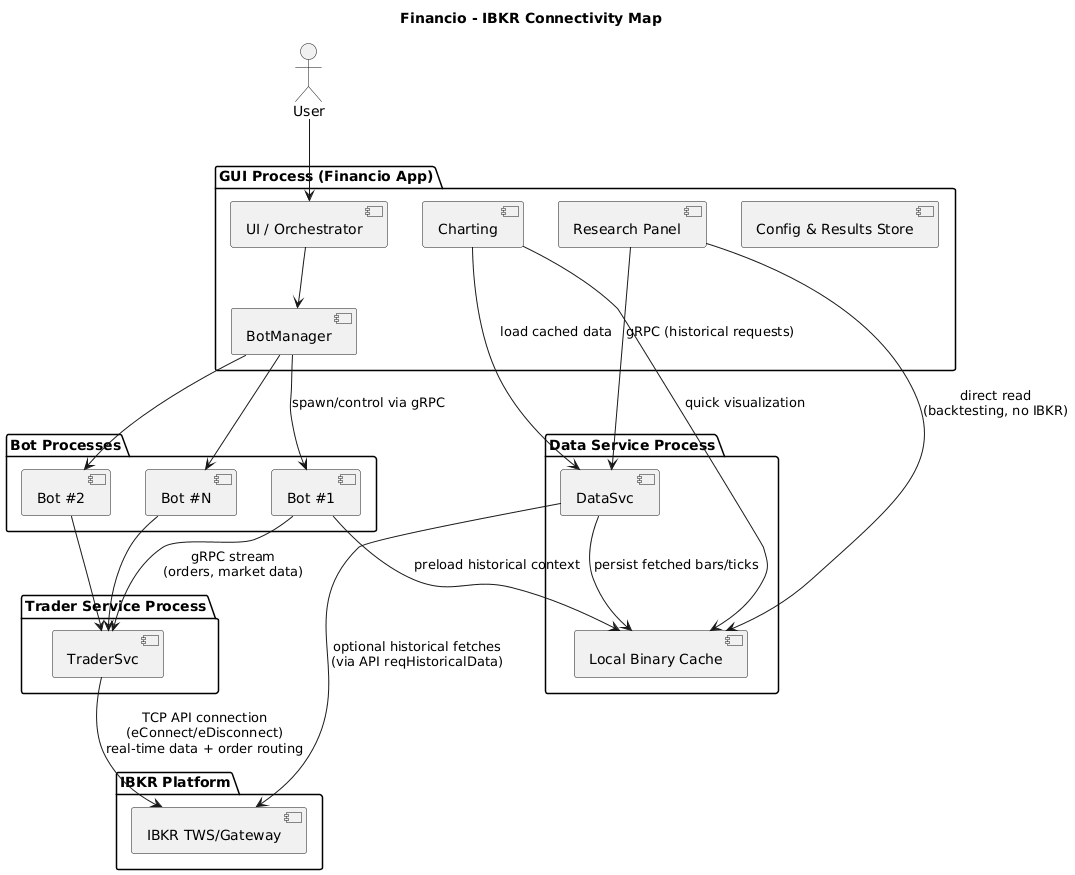 Financio - IBKR Connectivity Map
User
GUI Process (Financio App)
UI / Orchestrator
Charting
Research Panel
Config & Results Store
BotManager
load cached data
gRPC (historical requests)
spawn/control via gRPC
quick visualization
direct read
(backtesting, no IBKR)
Bot Processes
Data Service Process
Bot #2
Bot #N
Bot #1
DataSvc
gRPC stream
(orders, market data)
preload historical context
persist fetched bars/ticks
Trader Service Process
TraderSvc
Local Binary Cache
optional historical fetches
(via API reqHistoricalData)
TCP API connection
(eConnect/eDisconnect)
real-time data + order routing
IBKR Platform
IBKR TWS/Gateway